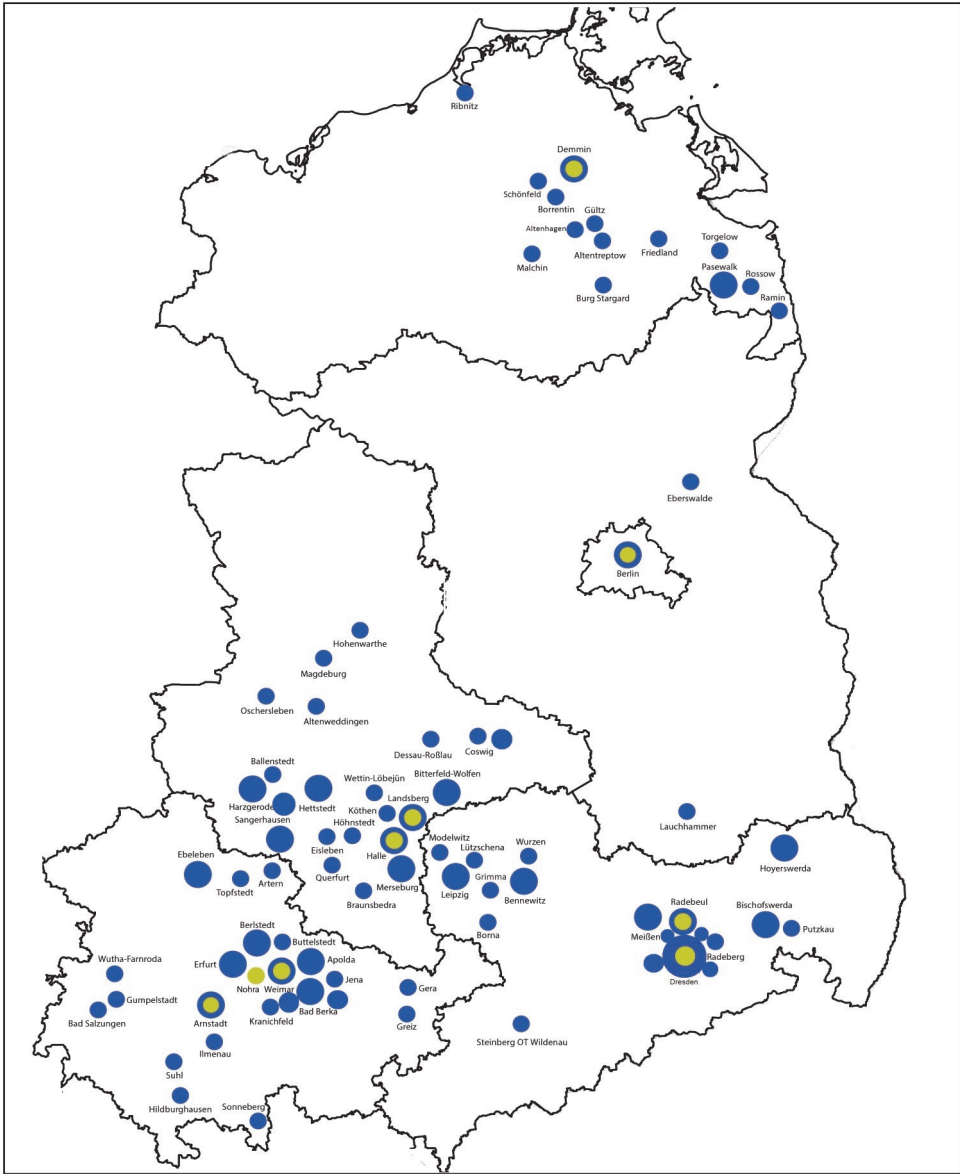 Ribnitz
Demmin
Schönfeld
Borrentin
Gültz
Altenhagen
Altentreptow
Friedland
Torgelow
Malchin
Pasewalk
Rossow
Burg Stargard
Ramin
Eberswalde
Berlin
Hohenwarthe
Magdeburg
Oschersleben
Altenweddingen
Dessau-Roßlau
Coswig
Ballenstedt
Wettin-Löbejün
Bitterfeld-Wolfen
Landsberg
Harzgerode
Hettstedt
Köthen
Sangerhausen
Höhnstedt
Lauchhammer
Eisleben
Halle
Modelwitz
Lützschena
Wurzen
Hoyerswerda
Ebeleben
Querfurt
Merseburg
Grimma
Topfstedt
Artern
Braunsbedra
Leipzig
Bennewitz
Radebeul
Bischofswerda
Borna
Meißen
Putzkau
Berlstedt
Buttelstedt
Radeberg
Wutha-Farnroda
Erfurt
Apolda
Dresden
Nohra
Weimar
Jena
Gera
Gumpelstadt
Bad Salzungen
Arnstadt
Kranichfeld
Bad Berka
Greiz
Ilmenau
Steinberg OT Wildenau
Suhl
Hildburghausen
Sonneberg